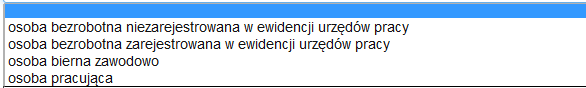 osoba bezrobotna niezarejestrowana w ewidencji urzędów pracy
osoba bezrobotna zarejestrowana w ewidencji urzędów pracy
osoba bierna zawodowo
osoba pracująca